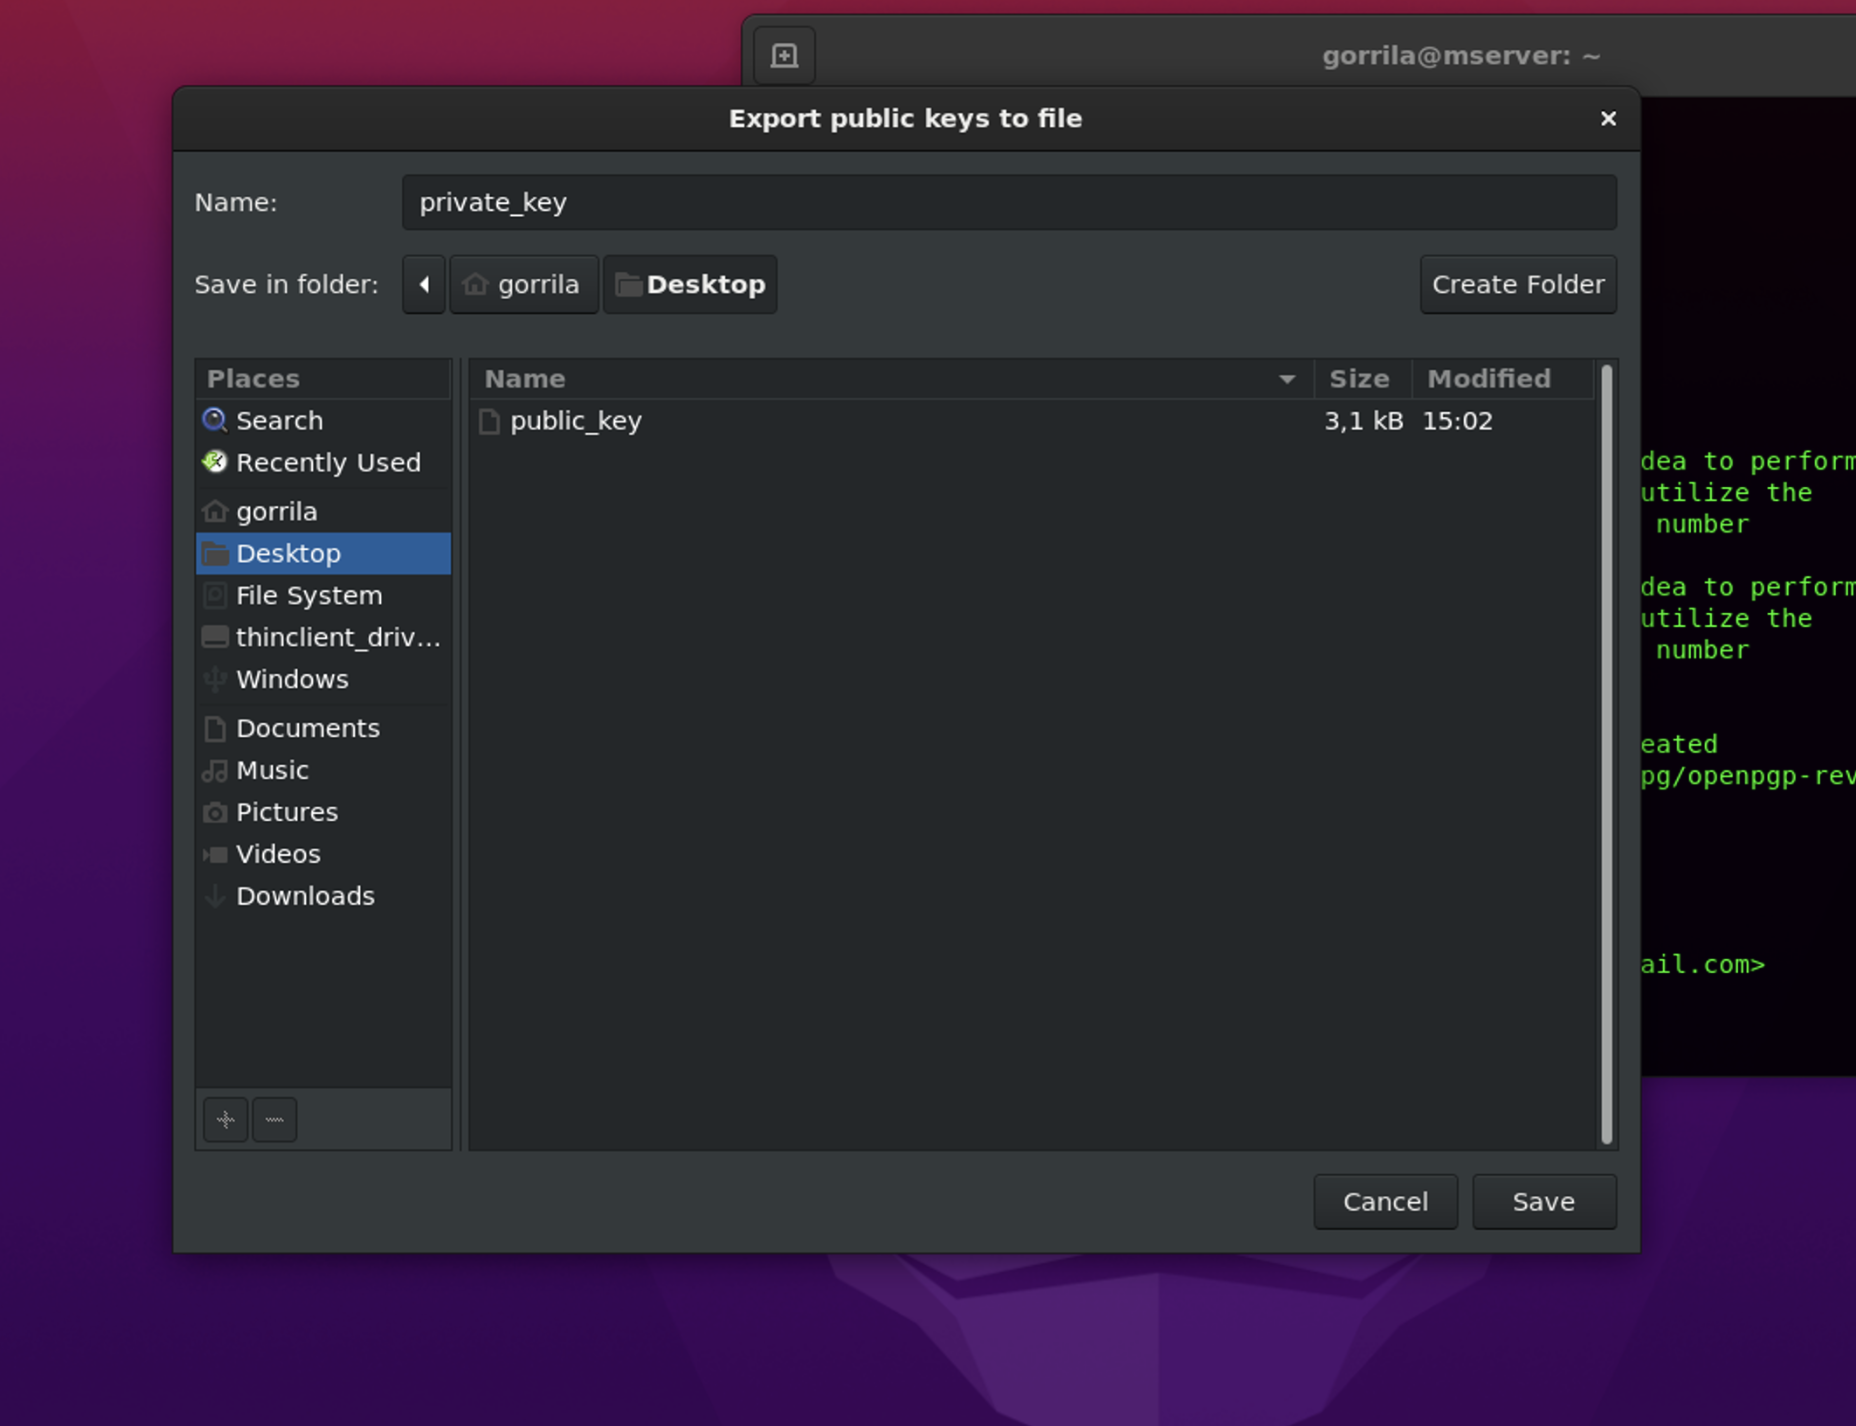 gorrila@mserver: ~
Export public keys to file
Name: private_key
Save in folder: gorrila Desktop Create Folder
Places
Search
Recently Used
gorrila
Desktop
File System
thinclient_driv...
Windows
Documents
Music
Pictures
Videos
Downloads
Name Size Modified
public_key 3,1 kB 15:02
Cancel Save
dea to perform
utilize the
number
dea to perform
utilize the
number
eated
pg/openpgp-rev
ail.com>